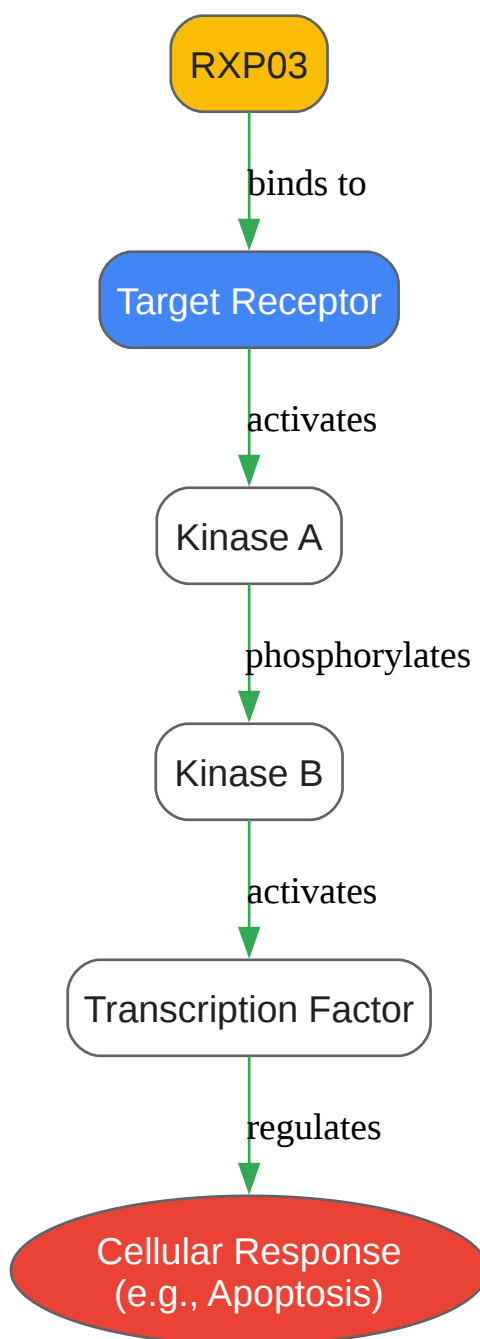 RXP03
binds to
Target Receptor
activates
Kinase A
phosphorylates
Kinase B
activates
Transcription Factor
regulates
Cellular Response
(e.g., Apoptosis)